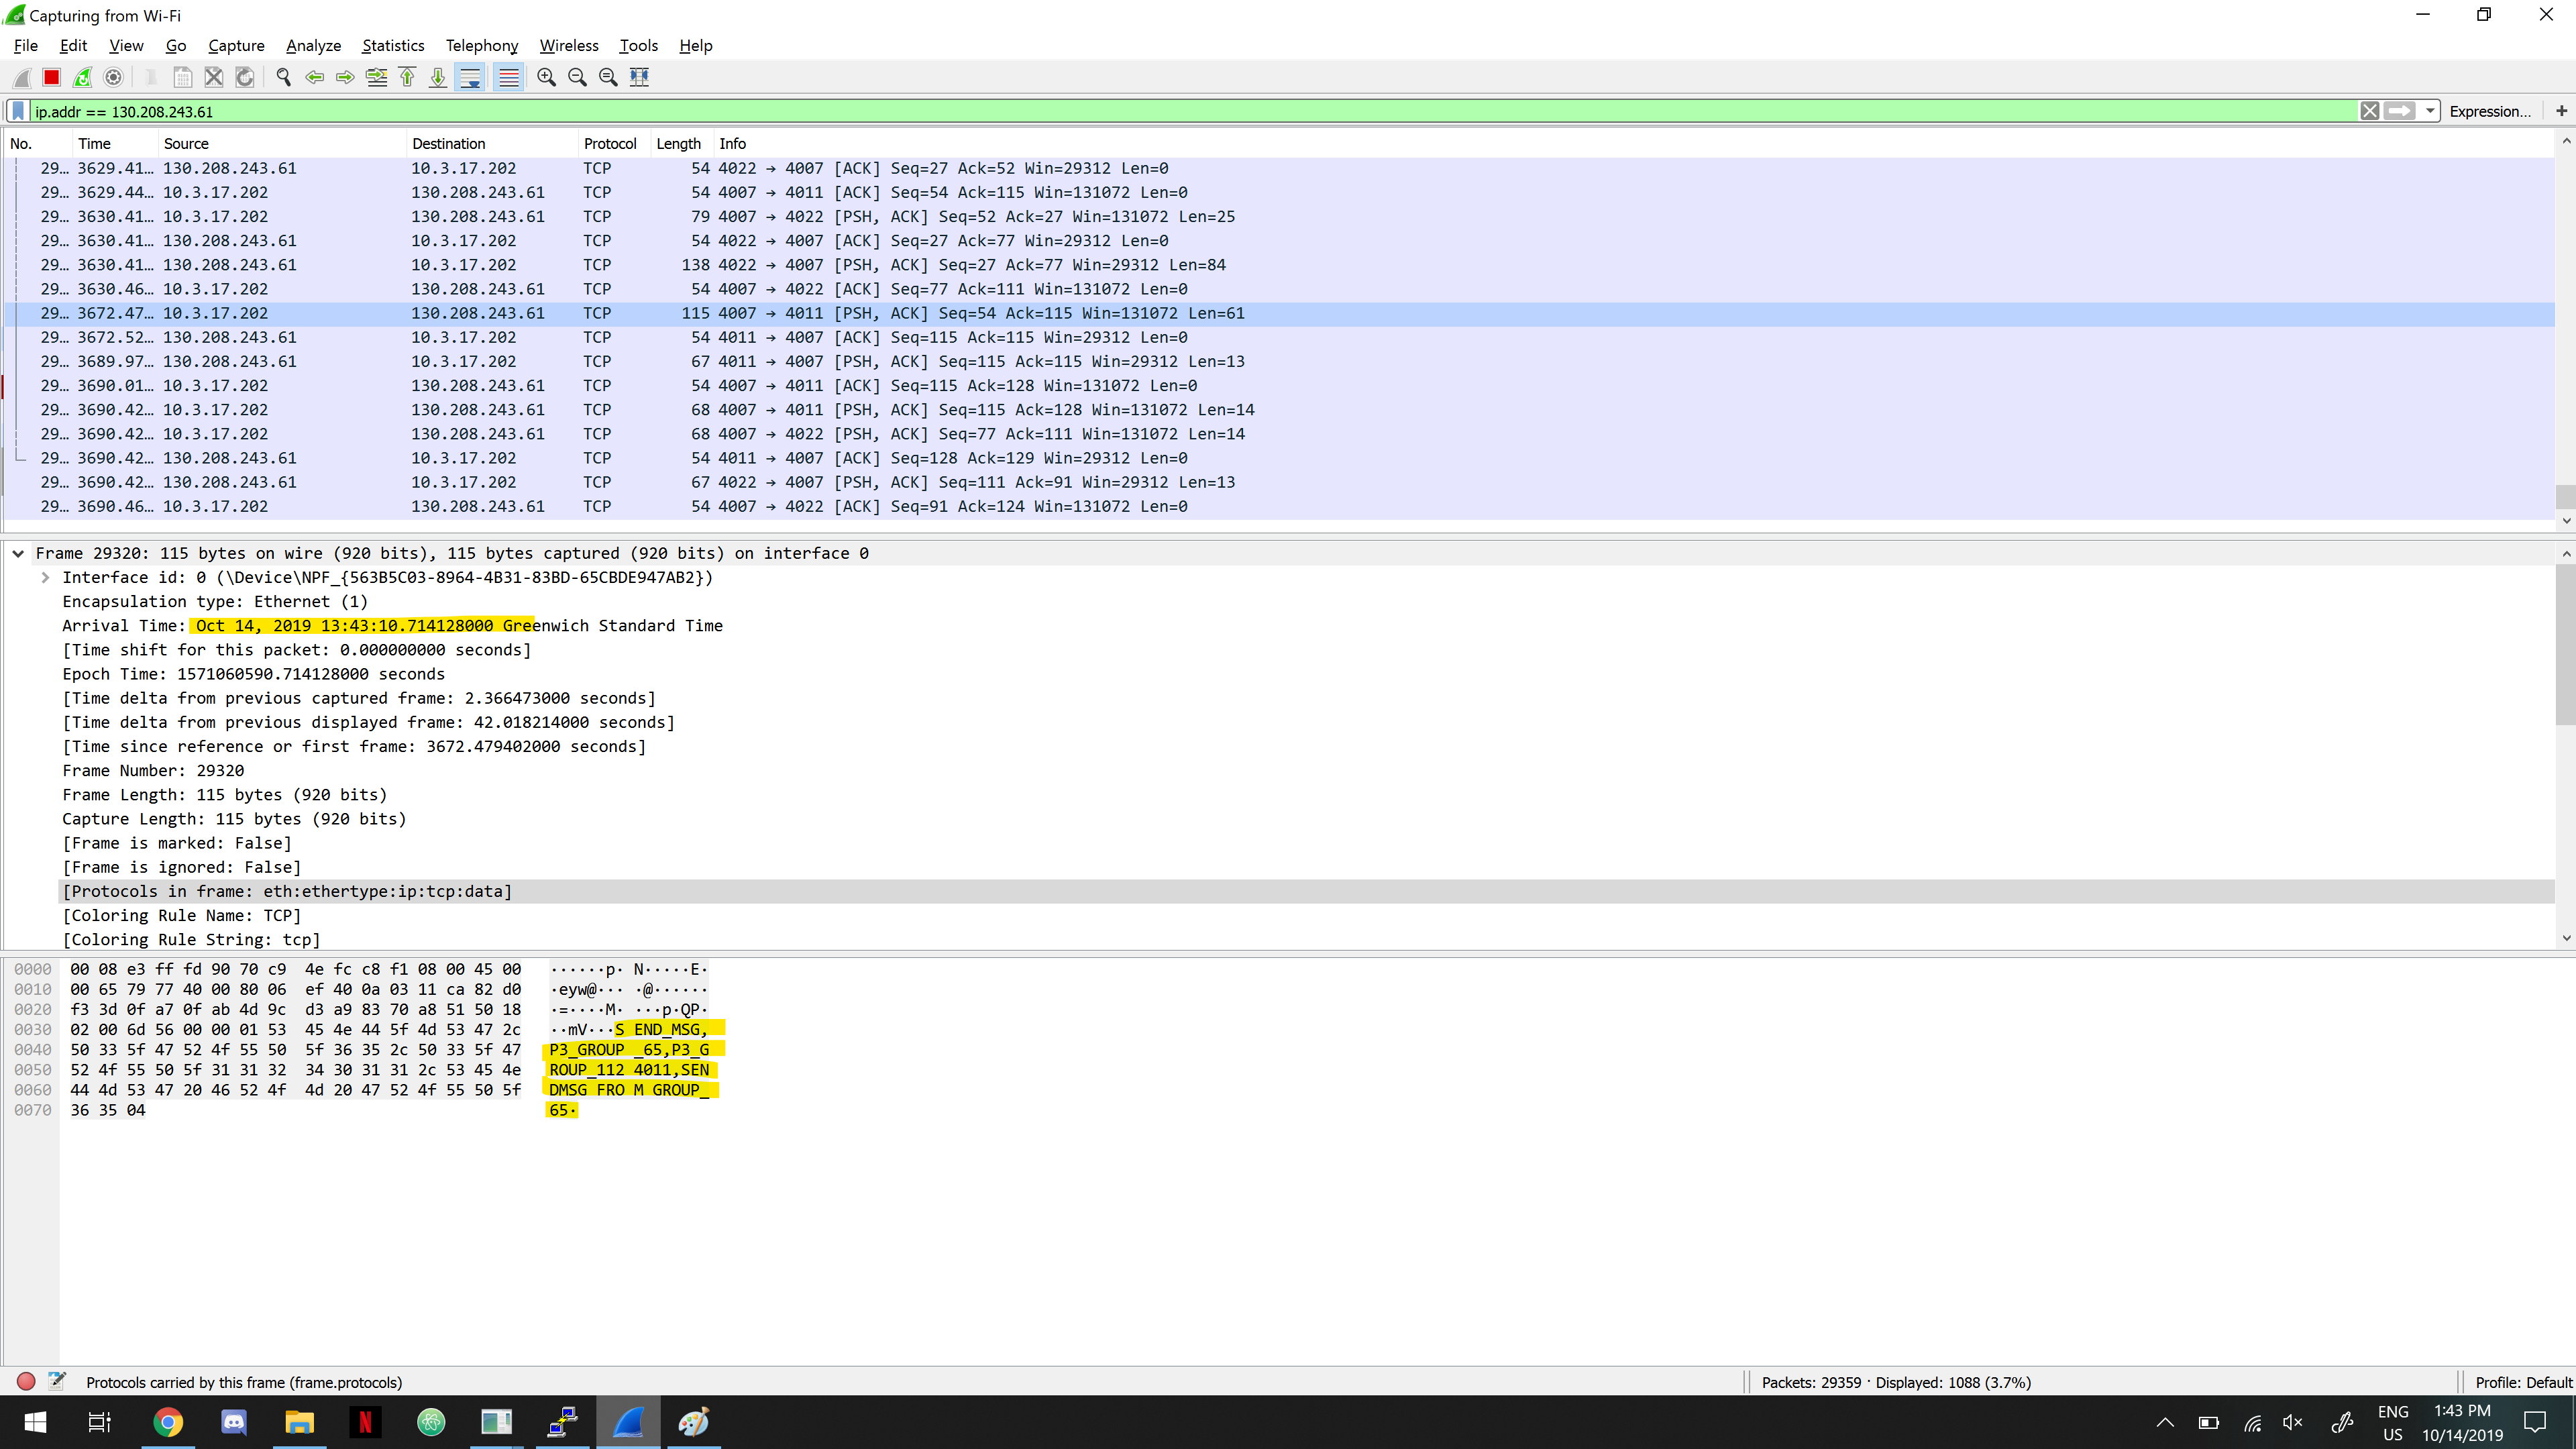 Capturing from Wi-Fi
File Edit View Go Capture Analyze Statistics Telephony Wireless Tools Help
ip.addr == 130.208.243.61 Expression... +
No. Time Source Destination Protocol Length Info
29… 3629.41… 130.208.243.61 10.3.17.202 TCP 54 4022 → 4007 [ACK] Seq=27 Ack=52 Win=29312 Len=0
29… 3629.44… 10.3.17.202 130.208.243.61 TCP 54 4007 → 4011 [ACK] Seq=54 Ack=115 Win=131072 Len=0
29… 3630.41… 10.3.17.202 130.208.243.61 TCP 79 4007 → 4022 [PSH, ACK] Seq=52 Ack=27 Win=131072 Len=25
29… 3630.41… 130.208.243.61 10.3.17.202 TCP 54 4022 → 4007 [ACK] Seq=27 Ack=77 Win=29312 Len=0
29… 3630.41… 130.208.243.61 10.3.17.202 TCP 138 4022 → 4007 [PSH, ACK] Seq=27 Ack=77 Win=29312 Len=84
29… 3630.46… 10.3.17.202 130.208.243.61 TCP 54 4007 → 4022 [ACK] Seq=77 Ack=111 Win=131072 Len=0
29… 3672.47… 10.3.17.202 130.208.243.61 TCP 115 4007 → 4011 [PSH, ACK] Seq=54 Ack=115 Win=131072 Len=61
29… 3672.52… 130.208.243.61 10.3.17.202 TCP 54 4011 → 4007 [ACK] Seq=115 Ack=115 Win=29312 Len=0
29… 3689.97… 130.208.243.61 10.3.17.202 TCP 67 4011 → 4007 [PSH, ACK] Seq=115 Ack=115 Win=29312 Len=13
29… 3690.01… 10.3.17.202 130.208.243.61 TCP 54 4007 → 4011 [ACK] Seq=115 Ack=128 Win=131072 Len=0
29… 3690.42… 10.3.17.202 130.208.243.61 TCP 68 4007 → 4011 [PSH, ACK] Seq=115 Ack=128 Win=131072 Len=14
29… 3690.42… 10.3.17.202 130.208.243.61 TCP 68 4007 → 4022 [PSH, ACK] Seq=77 Ack=111 Win=131072 Len=14
29… 3690.42… 130.208.243.61 10.3.17.202 TCP 54 4011 → 4007 [ACK] Seq=128 Ack=129 Win=29312 Len=0
29… 3690.42… 130.208.243.61 10.3.17.202 TCP 67 4022 → 4007 [PSH, ACK] Seq=111 Ack=91 Win=29312 Len=13
29… 3690.46… 10.3.17.202 130.208.243.61 TCP 54 4007 → 4022 [ACK] Seq=91 Ack=124 Win=131072 Len=0
Frame 29320: 115 bytes on wire (920 bits), 115 bytes captured (920 bits) on interface 0
Interface id: 0 (\Device\NPF_{563B5C03-8964-4B31-83BD-65CBDE947AB2})
Encapsulation type: Ethernet (1)
Arrival Time: Oct 14, 2019 13:43:10.714128000 Greenwich Standard Time
[Time shift for this packet: 0.000000000 seconds]
Epoch Time: 1571060590.714128000 seconds
[Time delta from previous captured frame: 2.366473000 seconds]
[Time delta from previous displayed frame: 42.018214000 seconds]
[Time since reference or first frame: 3672.479402000 seconds]
Frame Number: 29320
Frame Length: 115 bytes (920 bits)
Capture Length: 115 bytes (920 bits)
[Frame is marked: False]
[Frame is ignored: False]
[Protocols in frame: eth:ethertype:ip:tcp:data]
[Coloring Rule Name: TCP]
[Coloring Rule String: tcp]
0000 00 08 e3 ff fd 90 70 c9 4e fc c8 f1 08 00 45 00 ······p· N·····E·
0010 00 65 79 77 40 00 80 06 ef 40 0a 03 11 ca 82 d0 ·eyw@··· ·@······
0020 f3 3d 0f a7 0f ab 4d 9c d3 a9 83 70 a8 51 50 18 ·=····M· ···p·QP·
0030 02 00 6d 56 00 00 01 53 45 4e 44 5f 4d 53 47 2c ··mV···S END_MSG,
0040 50 33 5f 47 52 4f 55 50 5f 36 35 2c 50 33 5f 47 P3_GROUP _65,P3_G
0050 52 4f 55 50 5f 31 31 32 34 30 31 31 2c 53 45 4e ROUP_112 4011,SEN
0060 44 4d 53 47 20 46 52 4f 4d 20 47 52 4f 55 50 5f DMSG FRO M GROUP_
0070 36 35 04 65·
Protocols carried by this frame (frame.protocols) Packets: 29359 · Displayed: 1088 (3.7%) Profile: Default
ENG 1:43 PM
US 10/14/2019